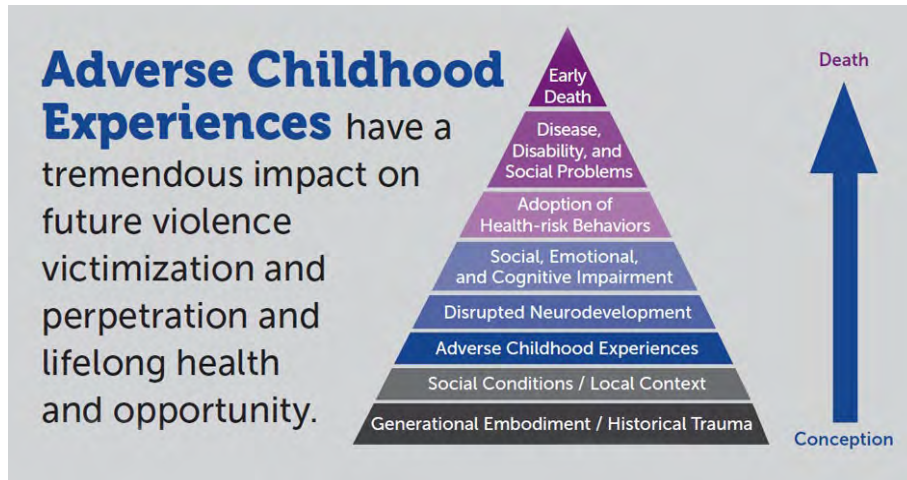 Adverse Childhood
Experiences have a
tremendous impact on
future violence
victimization and
perpetration and
lifelong health
and opportunity.
Early
Death
Disease,
Disability, and
Social Problems
Adoption of
Health-risk Behaviors
Social, Emotional,
and Cognitive Impairment
Disrupted Neurodevelopment
Adverse Childhood Experiences
Social Conditions / Local Context
Generational Embodiment / Historical Trauma
Death
Conception